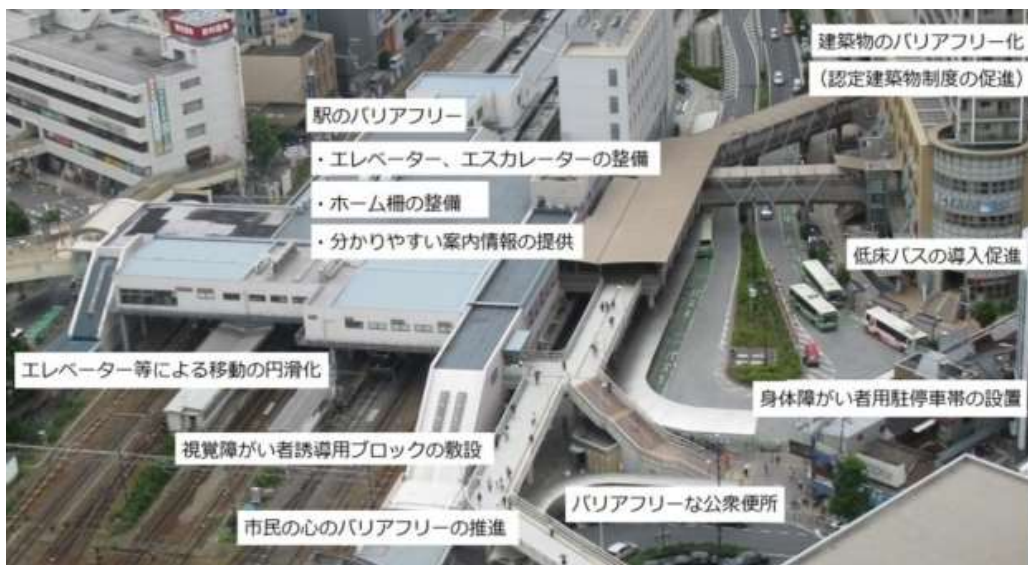 建築物のバリアフリー化
（認定建築物制度の促進）
駅のバリアフリー
・エレベーター、エスカレーターの整備
・ホーム柵の整備
・分かりやすい案内情報の提供
低床バスの導入促進
エレベーター等による移動の円滑化
身体障がい者用駐停車帯の設置
視覚障がい者誘導用ブロックの敷設
バリアフリーな公衆便所
市民の心のバリアフリーの推進